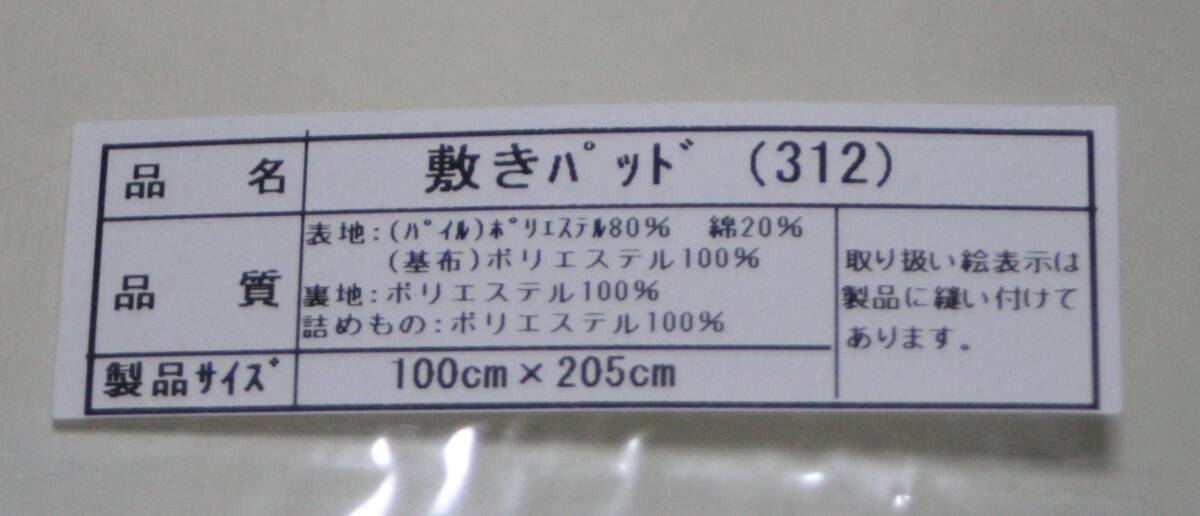 品 名 敷きﾊﾟｯﾄﾞ (312)
品 質
表地:(ﾊﾟｲﾙ)ﾎﾟﾘｴｽﾃﾙ80% 綿20%
(基布)ポリエステル100%
裏地:ポリエステル100%
詰めもの:ポリエステル100%
取り扱い絵表示は
製品に縫い付けて
あります。
製品ｻｲｽﾞ 100cm×205cm